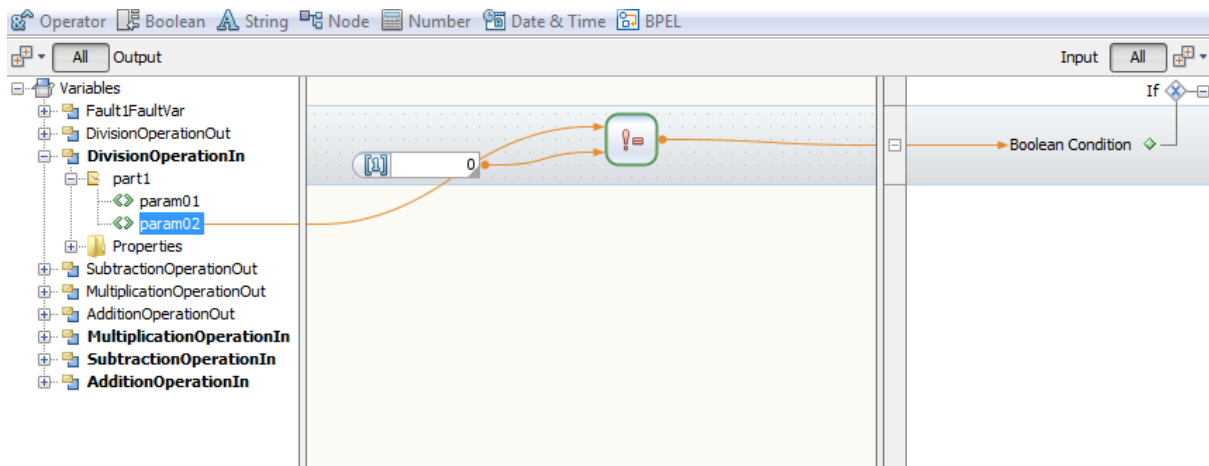 Operator Boolean String Node Number Date & Time BPEL
All Output Input All
Variables If
Fault1FaultVar
DivisionOperationOut
DivisionOperationIn != Boolean Condition
[1] 0
part1
param01
param02
Properties
SubtractionOperationOut
MultiplicationOperationOut
AdditionOperationOut
MultiplicationOperationIn
SubtractionOperationIn
AdditionOperationIn